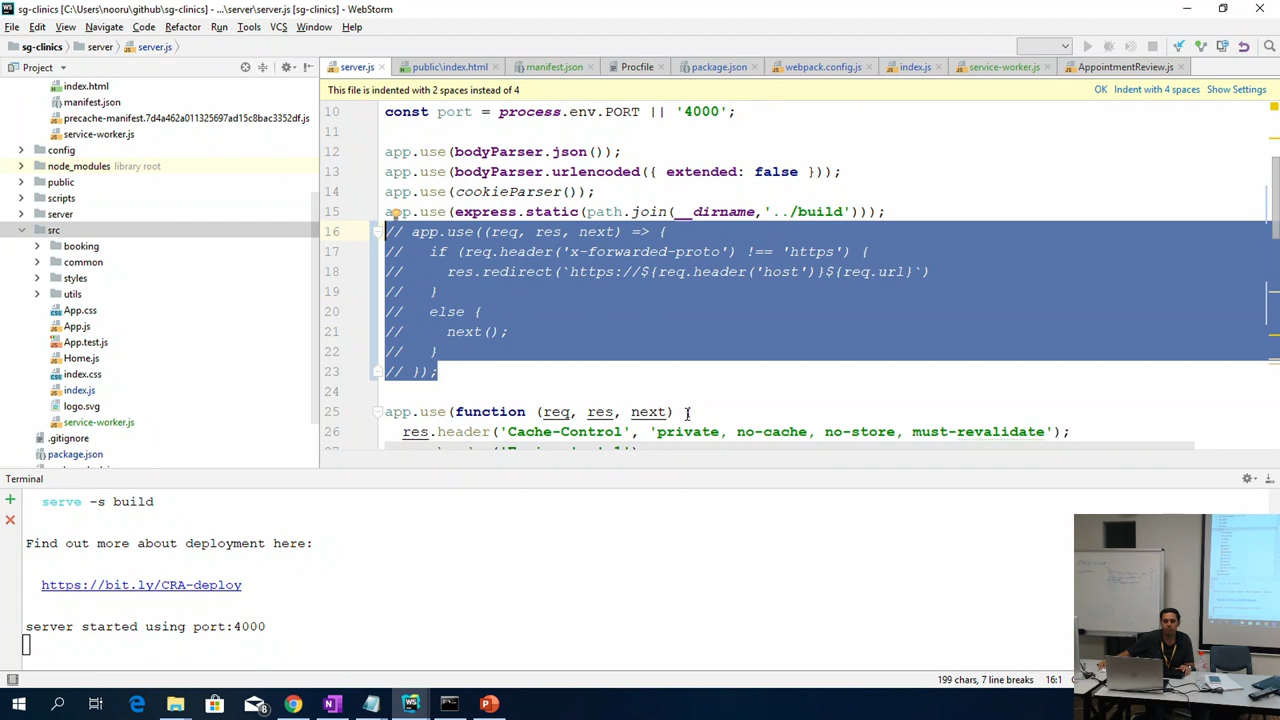 WS sg-clinics [C:\Users\nooru\github\sg-clinics] - ...\server\server.js [sg-clinics] - WebStorm
File Edit View Navigate Code Refactor Run Tools VCS Window Help
sg-clinics server server.js
Project
server.js public\index.html manifest.json Procfile package.json webpack.config.js index.js service-worker.js AppointmentReview.js
This file is indented with 2 spaces instead of 4 OK Indent with 4 spaces Show Settings
index.html
manifest.json
precache-manifest.7d4a462a011325697ad15c8bac3352df.js
service-worker.js
config
node_modules library root
public
scripts
server
src
booking
common
styles
utils
App.css
App.js
App.test.js
Home.js
index.css
index.js
logo.svg
service-worker.js
.gitignore
package.json
10 const port = process.env.PORT || '4000';
11
12 app.use(bodyParser.json());
13 app.use(bodyParser.urlencoded({ extended: false }));
14 app.use(cookieParser());
15 app.use(express.static(path.join(__dirname,'../build')));
16 // app.use((req, res, next) => {
17 //   if (req.header('x-forwarded-proto') !== 'https') {
18 //     res.redirect(`https://${req.header('host')}${req.url}`)
19 //   }
20 //   else {
21 //     next();
22 //   }
23 // });
24
25 app.use(function (req, res, next) {
26   res.header('Cache-Control', 'private, no-cache, no-store, must-revalidate');
Terminal
serve -s build
Find out more about deployment here:
https://bit.ly/CRA-deploy
server started using port:4000
199 chars, 7 line breaks 16:1
8